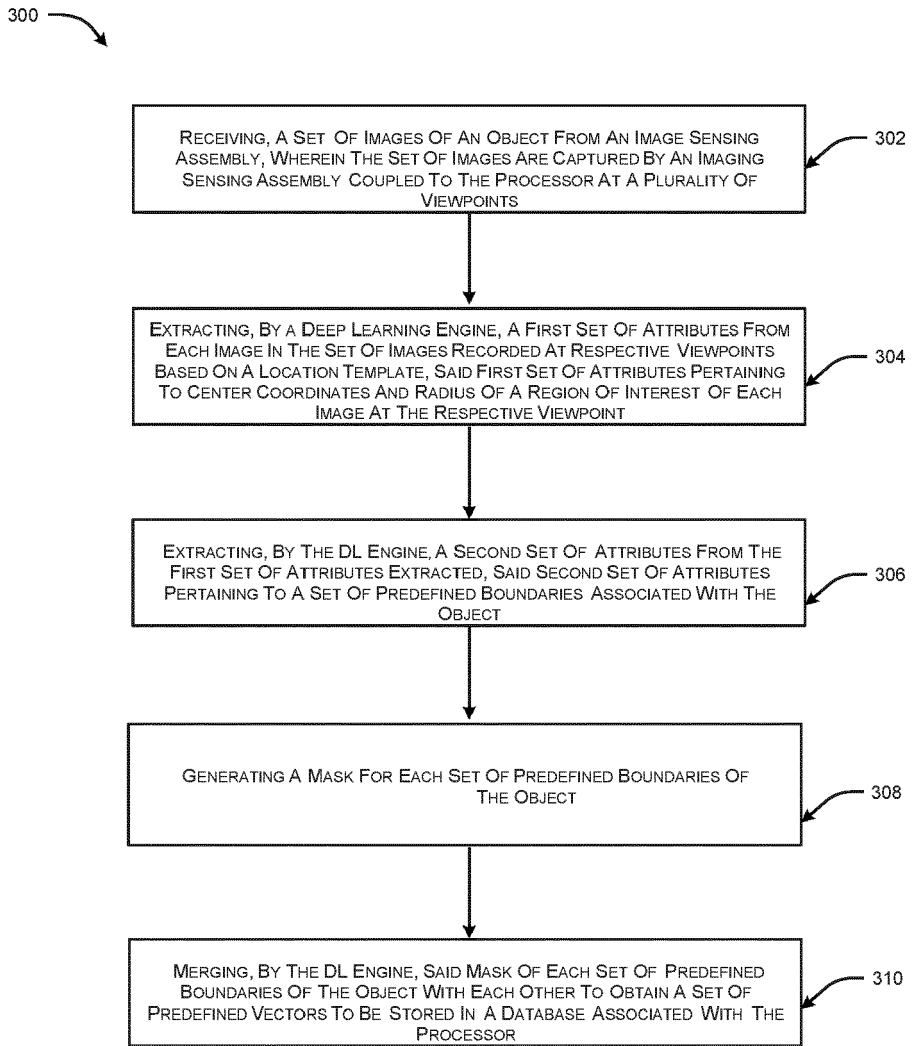 300
RECEIVING, A SET OF IMAGES OF AN OBJECT FROM AN IMAGE SENSING
ASSEMBLY, WHEREIN THE SET OF IMAGES ARE CAPTURED BY AN IMAGING
SENSING ASSEMBLY COUPLED TO THE PROCESSOR AT A PLURALITY OF
VIEWPOINTS
302
EXTRACTING, BY A DEEP LEARNING ENGINE, A FIRST SET OF ATTRIBUTES FROM
EACH IMAGE IN THE SET OF IMAGES RECORDED AT RESPECTIVE VIEWPOINTS
BASED ON A LOCATION TEMPLATE, SAID FIRST SET OF ATTRIBUTES PERTAINING
TO CENTER COORDINATES AND RADIUS OF A REGION OF INTEREST OF EACH
IMAGE AT THE RESPECTIVE VIEWPOINT
304
EXTRACTING, BY THE DL ENGINE, A SECOND SET OF ATTRIBUTES FROM THE
FIRST SET OF ATTRIBUTES EXTRACTED, SAID SECOND SET OF ATTRIBUTES
PERTAINING TO A SET OF PREDEFINED BOUNDARIES ASSOCIATED WITH THE
OBJECT
306
GENERATING A MASK FOR EACH SET OF PREDEFINED BOUNDARIES OF
THE OBJECT
308
MERGING, BY THE DL ENGINE, SAID MASK OF EACH SET OF PREDEFINED
BOUNDARIES OF THE OBJECT WITH EACH OTHER TO OBTAIN A SET OF
PREDEFINED VECTORS TO BE STORED IN A DATABASE ASSOCIATED WITH THE
PROCESSOR
310